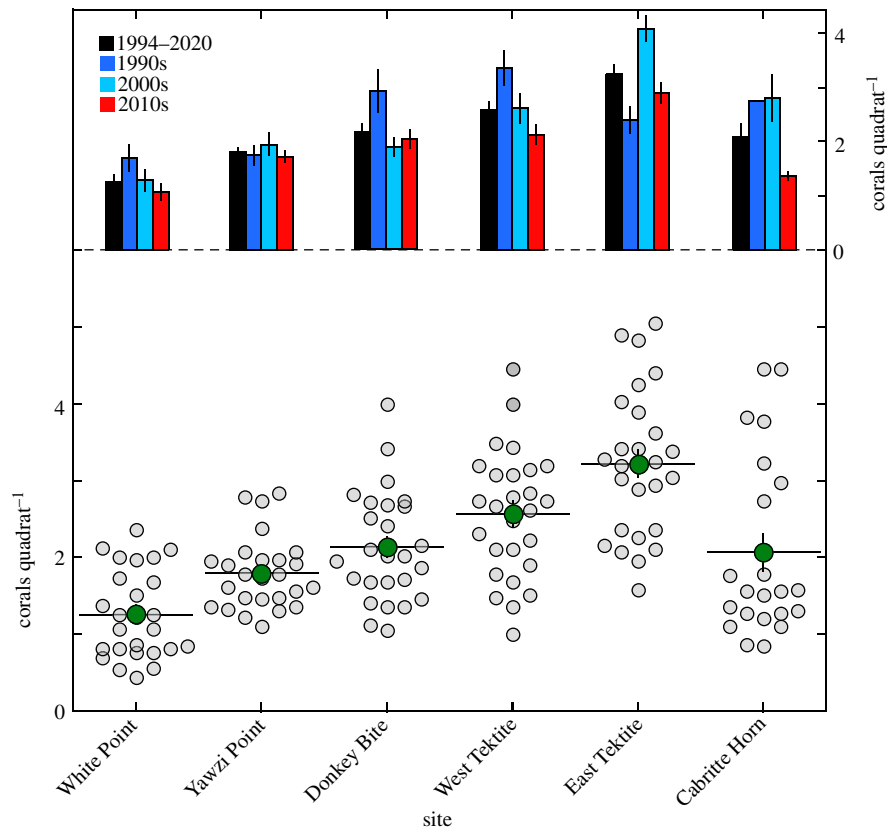 1994–2020
1990s
2000s
2010s
4
2
0
corals quadrat⁻¹
4
2
0
corals quadrat⁻¹
White Point
Yawzi Point
Donkey Bite
West Tektite
East Tektite
Cabritte Horn
site